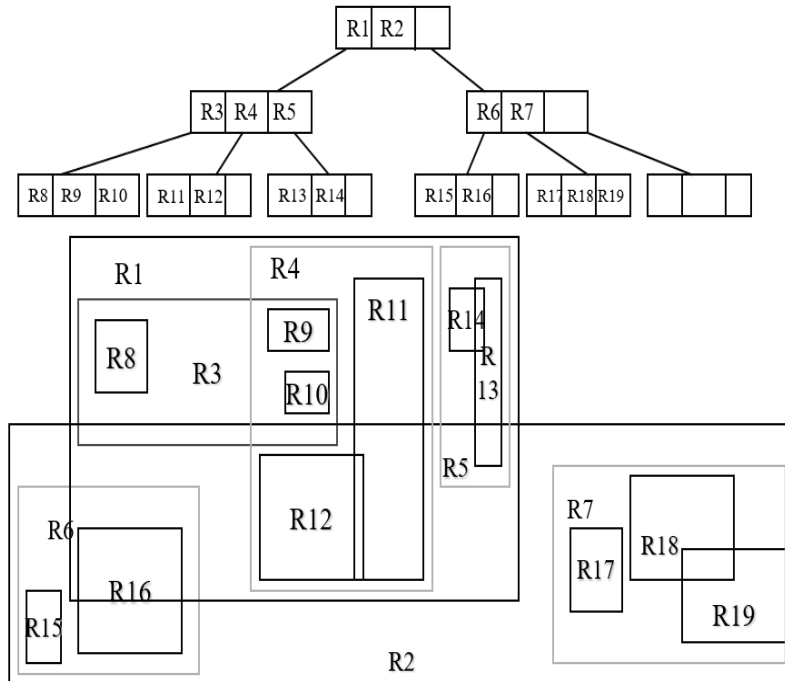 R1 R2
R3 R4 R5
R6 R7
R8 R9 R10
R11 R12
R13 R14
R15 R16
R17 R18 R19
R1
R4
R11
R14
R9
R8
R3
R
13
R10
R5
R12
R6
R7
R18
R17
R16
R15
R19
R2